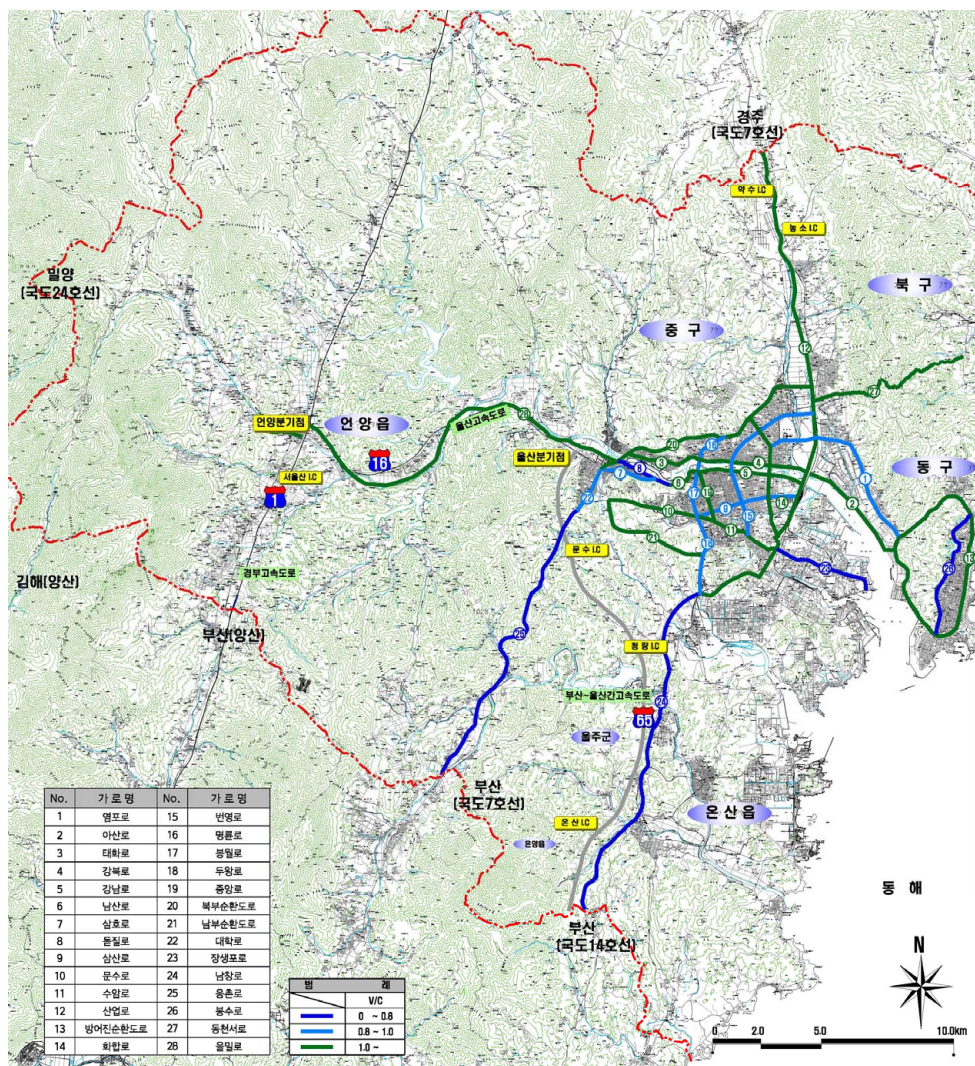 경주
(국도7호선)
약 수 I.C
농 소 I.C
북 구
밀양
(국도24호선)
중 구
12
27
언양분기점
언 양 읍
울산고속도로
28
울산분기점
16
서울산 I.C
1
20
16
3
8
7
6
4
5
1
동 구
2
22
17
19
9
15
14
10
11
21
18
23
26
13
문 수 I.C
경부고속도로
김해(양산)
부산(양산)
25
청 량 I.C
부산~울산간고속도로
24
65
울주군
부산
(국도7호선)
온 산 I.C
온 산 읍
온양읍
부산
(국도14호선)
동 해
No. 가 로 명 No. 가 로 명
1 염포로 15 번영로
2 아산로 16 명륜로
3 태화로 17 봉월로
4 강북로 18 두왕로
5 강남로 19 중앙로
6 남산로 20 북부순환도로
7 삼호로 21 남부순환도로
8 돋질로 22 대학로
9 삼산로 23 장생포로
10 문수로 24 남창로
11 수암로 25 웅촌로
12 산업로 26 봉수로
13 방어진순환도로 27 동천서로
14 화합로 28 울밀로
범 례
V/C
0 ~ 0.8
0.8 ~ 1.0
1.0 ~
N
0 2.0 5.0 10.0km